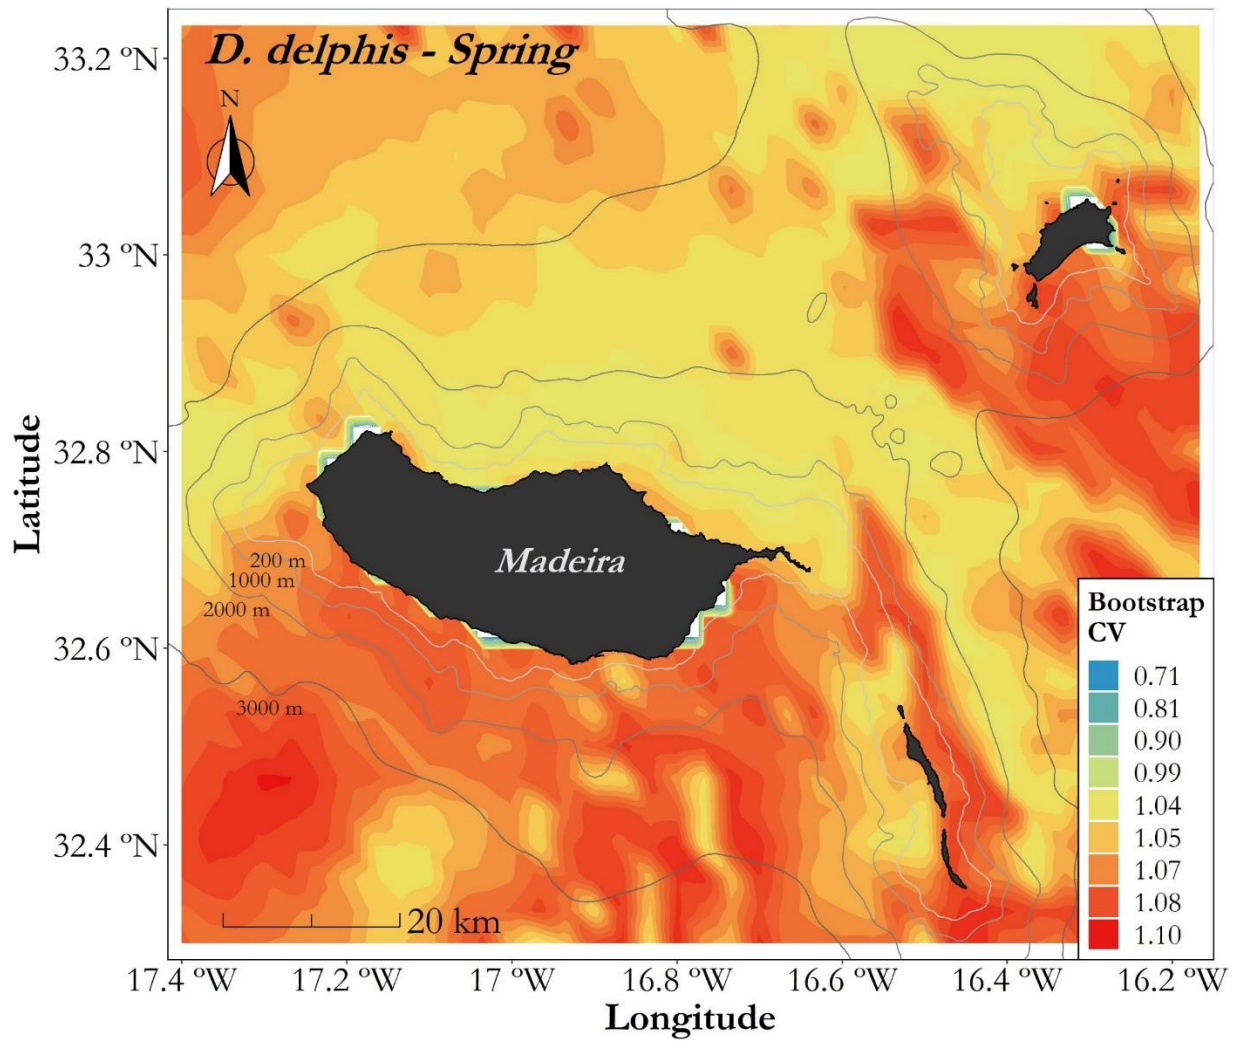 D. delphis - Spring
N
33.2 ºN
33 ºN
32.8 ºN
32.6 ºN
32.4 ºN
Latitude
Madeira
200 m
1000 m
2000 m
3000 m
20 km
Bootstrap
CV
0.71
0.81
0.90
0.99
1.04
1.05
1.07
1.08
1.10
17.4 ºW 17.2 ºW 17 ºW 16.8 ºW 16.6 ºW 16.4 ºW 16.2 ºW
Longitude